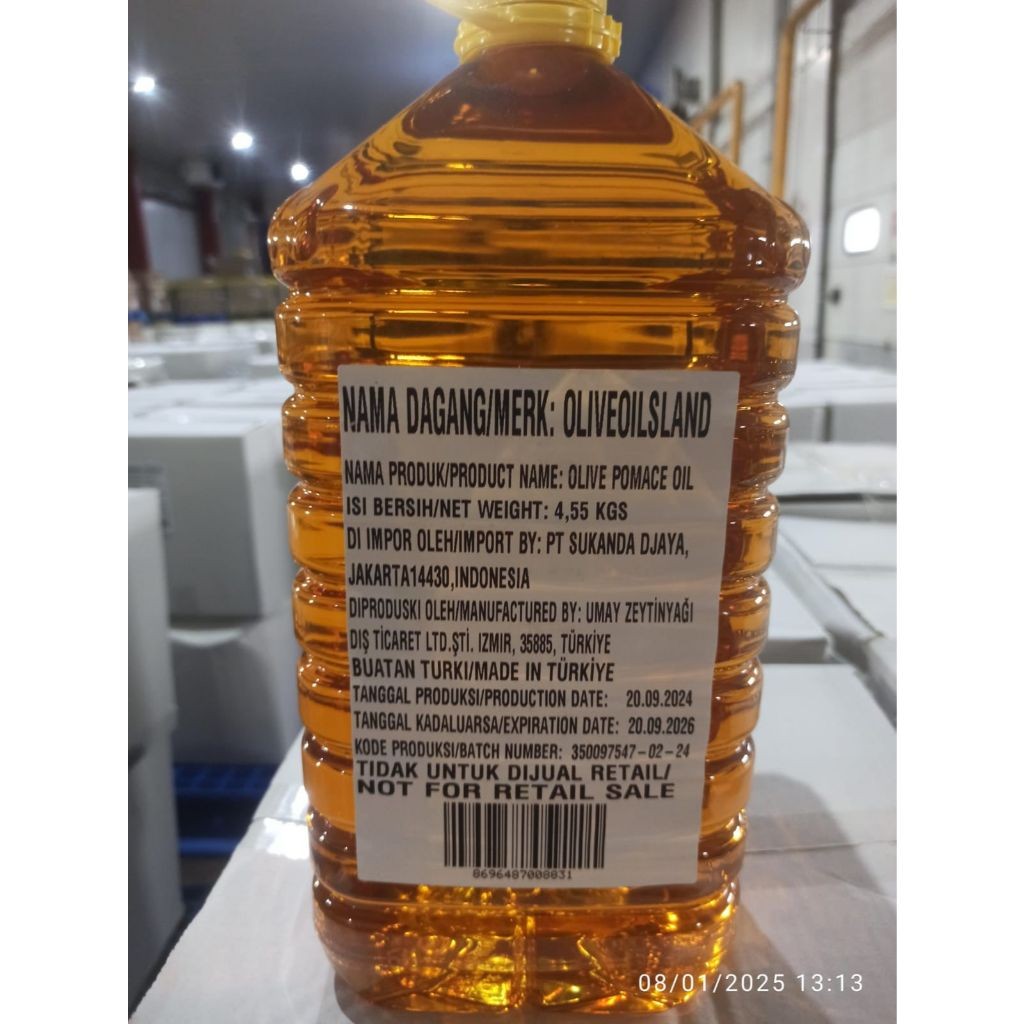 NAMA DAGANG/MERK: OLIVEOILSLAND
NAMA PRODUK/PRODUCT NAME: OLIVE POMACE OIL
ISI BERSIH/NET WEIGHT: 4,55 KGS
DI IMPOR OLEH/IMPORT BY: PT SUKANDA DJAYA,
JAKARTA14430,INDONESIA
DIPRODUSKI OLEH/MANUFACTURED BY: UMAY ZEYTİNYAĞI
DIŞ TİCARET LTD.ŞTİ. IZMIR, 35885, TÜRKİYE
BUATAN TURKI/MADE IN TÜRKİYE
TANGGAL PRODUKSI/PRODUCTION DATE: 20.09.2024
TANGGAL KADALUARSA/EXPIRATION DATE: 20.09.2026
KODE PRODUKSI/BATCH NUMBER: 350097547-02-24
TIDAK UNTUK DIJUAL RETAIL/
NOT FOR RETAIL SALE
8696487008831
08/01/2025 13:13